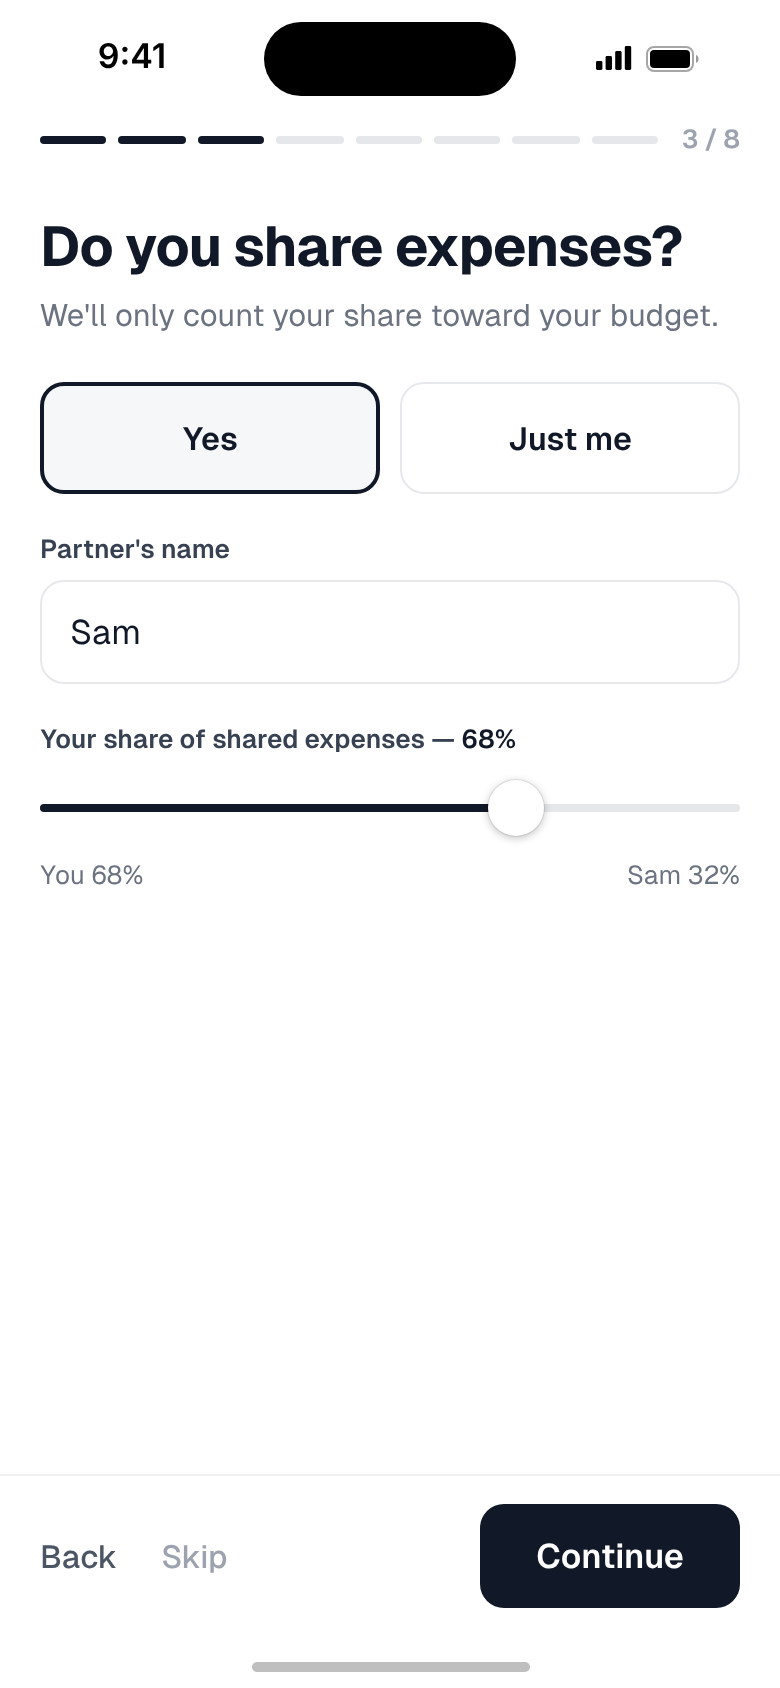 9:41
3 / 8
Do you share expenses?
We'll only count your share toward your budget.
Yes
Just me
Partner's name
Sam
Your share of shared expenses — 68%
You 68%
Sam 32%
Back
Skip
Continue